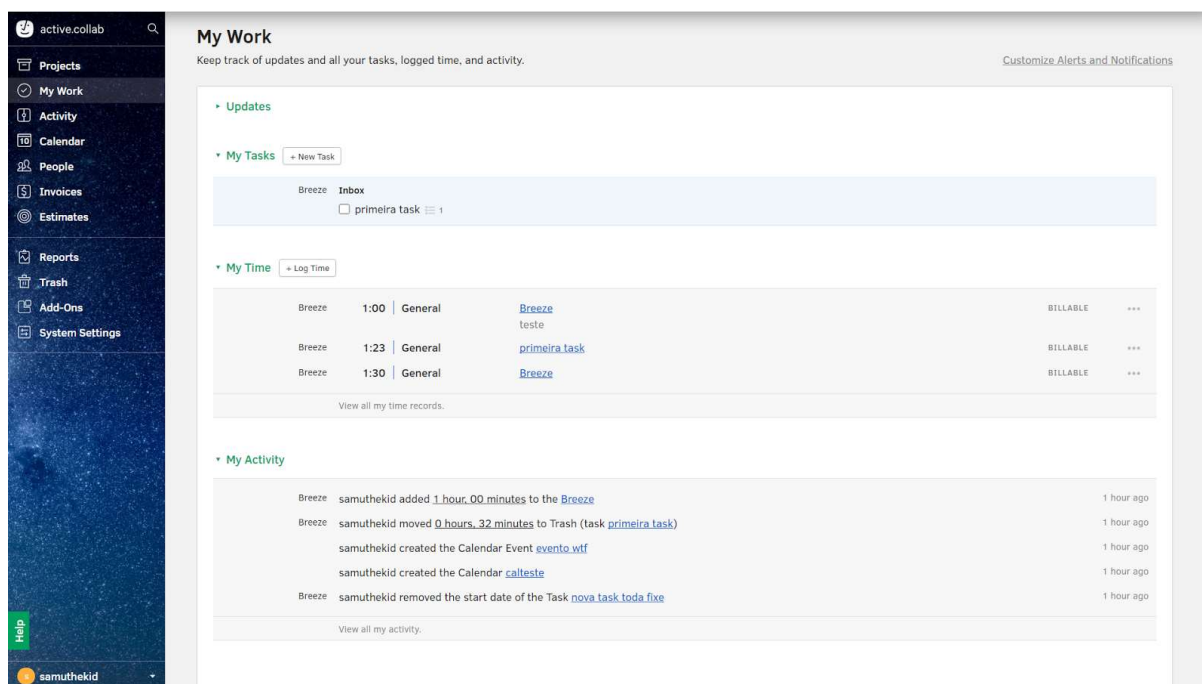 active.collab
Projects
My Work
Activity
10 Calendar
People
Invoices
Estimates
Reports
Trash
Add-Ons
System Settings
Help
S samuthekid
My Work
Keep track of updates and all your tasks, logged time, and activity.
Customize Alerts and Notifications
Updates
My Tasks + New Task
Breeze Inbox
primeira task 1
My Time + Log Time
Breeze 1:00 General Breeze BILLABLE
teste
Breeze 1:23 General primeira task BILLABLE
Breeze 1:30 General Breeze BILLABLE
View all my time records.
My Activity
Breeze samuthekid added 1 hour, 00 minutes to the Breeze 1 hour ago
Breeze samuthekid moved 0 hours, 32 minutes to Trash (task primeira task) 1 hour ago
samuthekid created the Calendar Event evento wtf 1 hour ago
samuthekid created the Calendar calteste 1 hour ago
Breeze samuthekid removed the start date of the Task nova task toda fixe 1 hour ago
View all my activity.